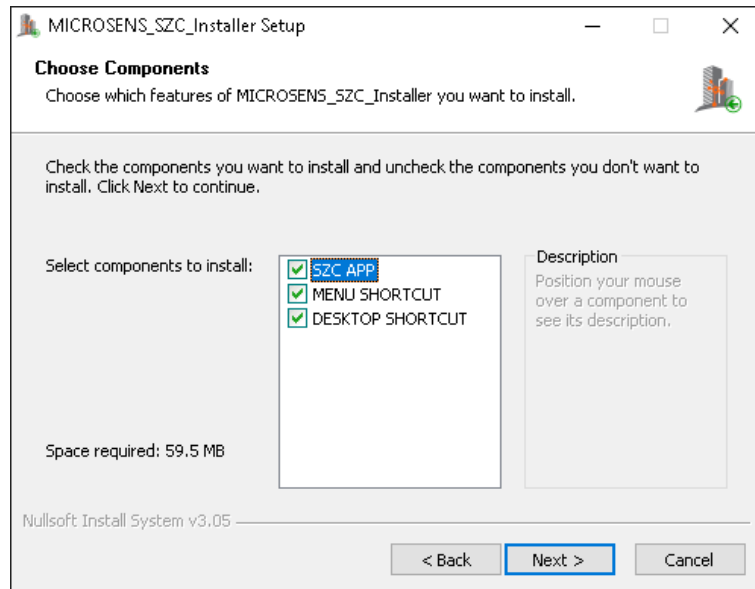 MICROSENS_SZC_Installer Setup
Choose Components
Choose which features of MICROSENS_SZC_Installer you want to install.
Check the components you want to install and uncheck the components you don't want to
install. Click Next to continue.
Select components to install:
SZC APP
MENU SHORTCUT
DESKTOP SHORTCUT
Description
Position your mouse
over a component to
see its description.
Space required: 59.5 MB
Nullsoft Install System v3.05
< Back
Next >
Cancel